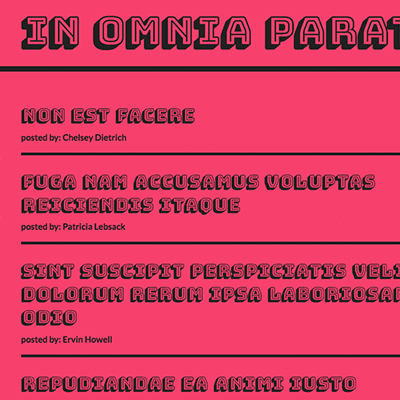 IN OMNIA PARAT
NON EST FACERE
posted by: Chelsey Dietrich
FUGA NAM ACCUSAMUS VOLUPTAS
REICIENDIS ITAQUE
posted by: Patricia Lebsack
SINT SUSCIPIT PERSPICIATIS VELI
DOLORUM RERUM IPSA LABORIOSAM
ODIO
posted by: Ervin Howell
REPUDIANDAE EA ANIMI IUSTO